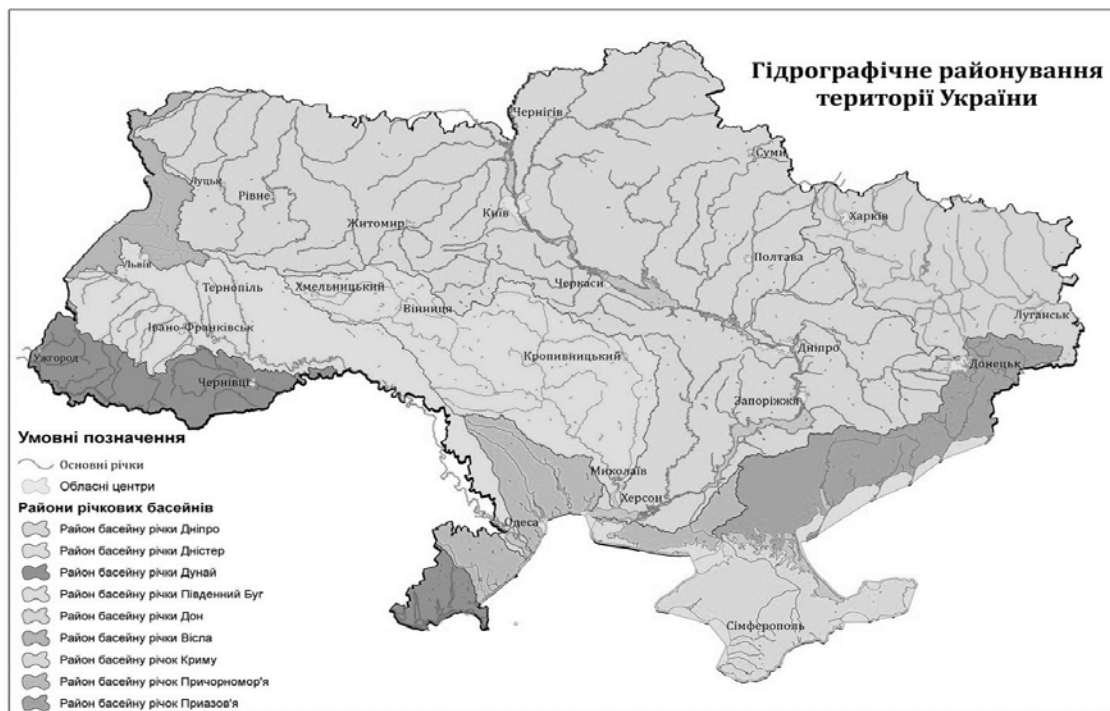 Гідрографічне районування
території України
Чернігів
Суми
Луцьк
Рівне
Київ
Житомир
Харків
Львів
Полтава
Тернопіль
Хмельницький
Черкаси
Вінниця
Луганськ
Івано-Франківськ
Дніпро
Ужгород
Кропивницький
Донецьк
Чернівці
Запоріжжя
Миколаїв
Херсон
Одеса
Сімферополь
Умовні позначення
Основні річки
Обласні центри
Райони річкових басейнів
Район басейну річки Дніпро
Район басейну річки Дністер
Район басейну річки Дунай
Район басейну річки Південний Буг
Район басейну річки Дон
Район басейну річки Вісла
Район басейну річок Криму
Район басейну річок Причорномор'я
Район басейну річок Приазов'я